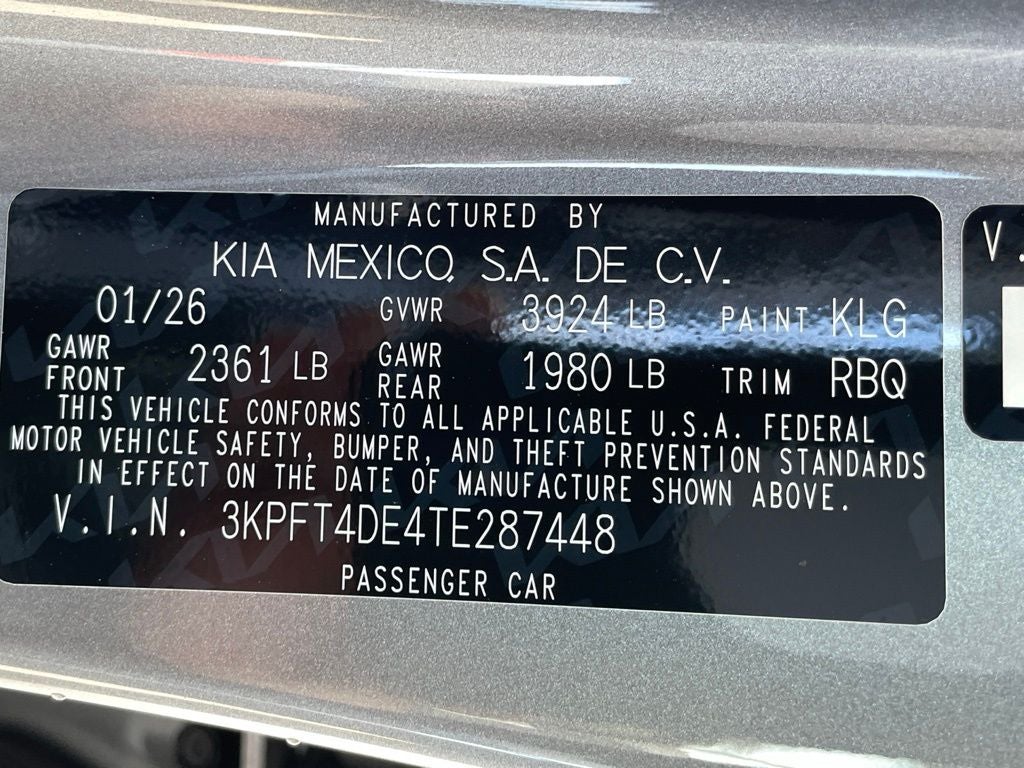 MANUFACTURED BY
KIA MEXICO, S.A. DE C.V.
01/26 GVWR 3924 LB PAINT KLG
GAWR FRONT 2361 LB GAWR REAR 1980 LB TRIM RBQ
THIS VEHICLE CONFORMS TO ALL APPLICABLE U.S.A. FEDERAL
MOTOR VEHICLE SAFETY, BUMPER, AND THEFT PREVENTION STANDARDS
IN EFFECT ON THE DATE OF MANUFACTURE SHOWN ABOVE.
V.I.N. 3KPFT4DE4TE287448
PASSENGER CAR
V.